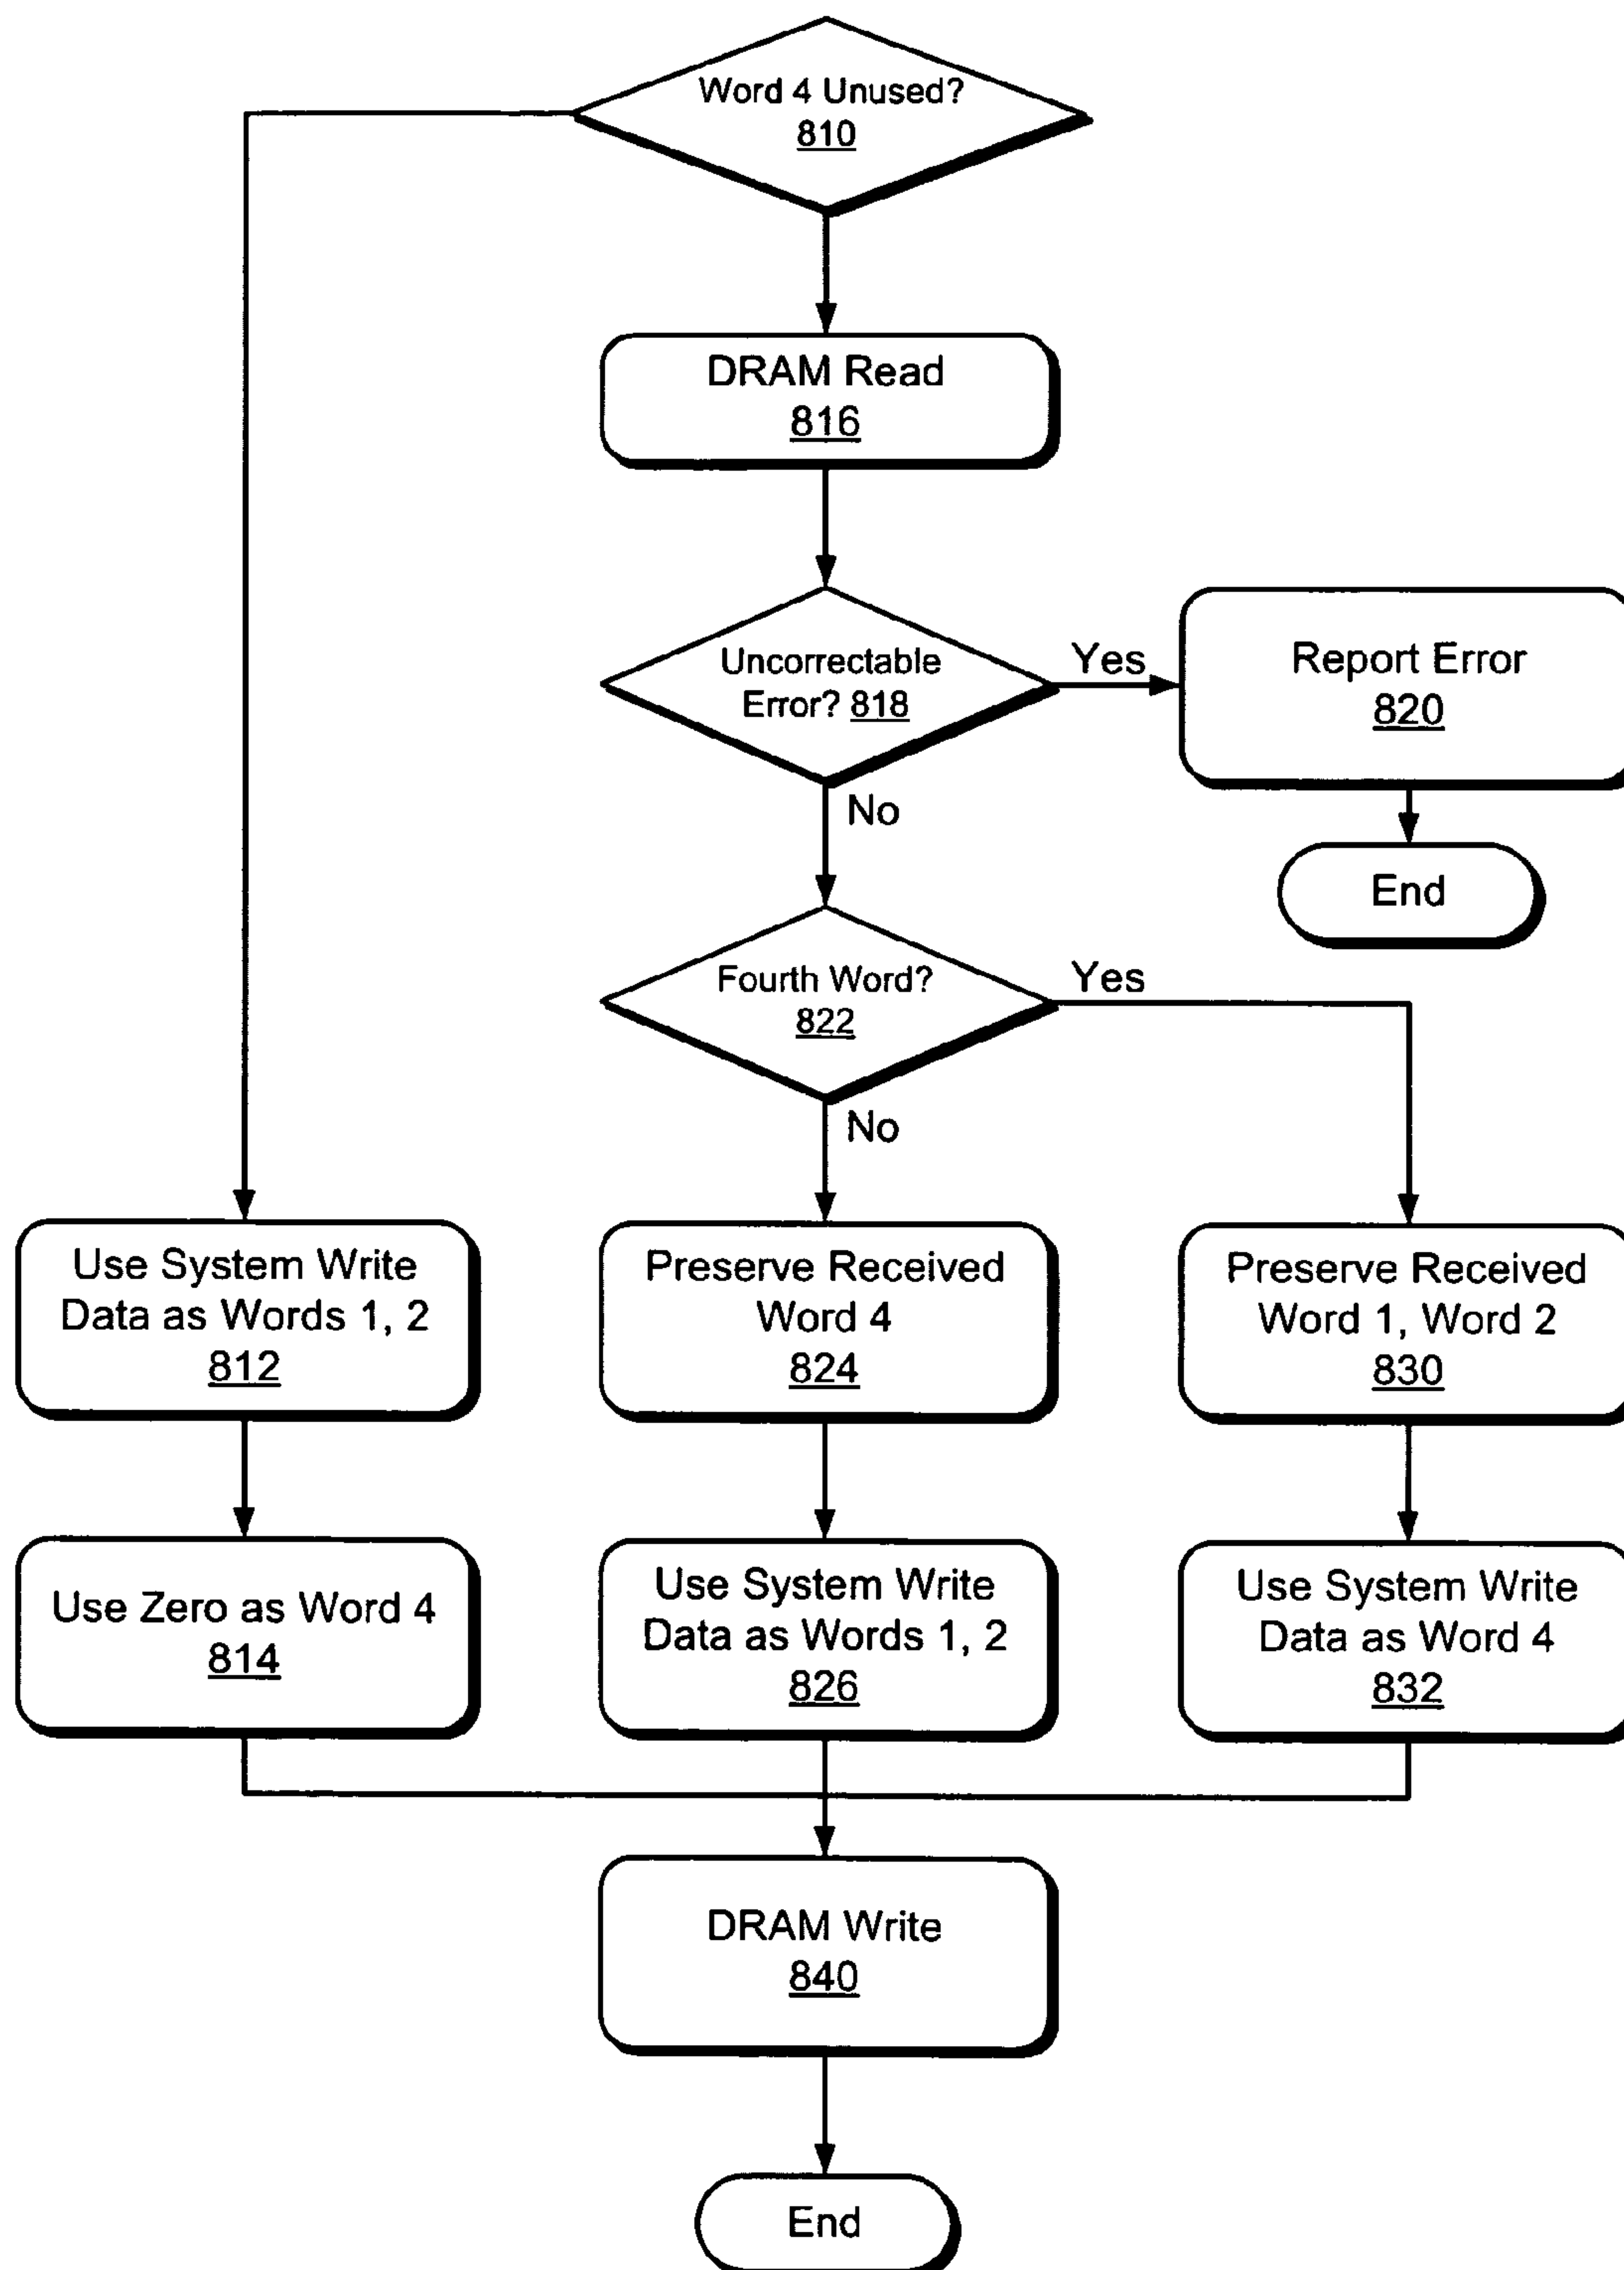 Word 4 Unused?
810
DRAM Read
816
Uncorrectable
Error? 818
Yes
Report Error
820
No
End
Fourth Word?
822
Yes
No
Use System Write
Data as Words 1, 2
812
Preserve Received
Word 4
824
Preserve Received
Word 1, Word 2
830
Use Zero as Word 4
814
Use System Write
Data as Words 1, 2
826
Use System Write
Data as Word 4
832
DRAM Write
840
End